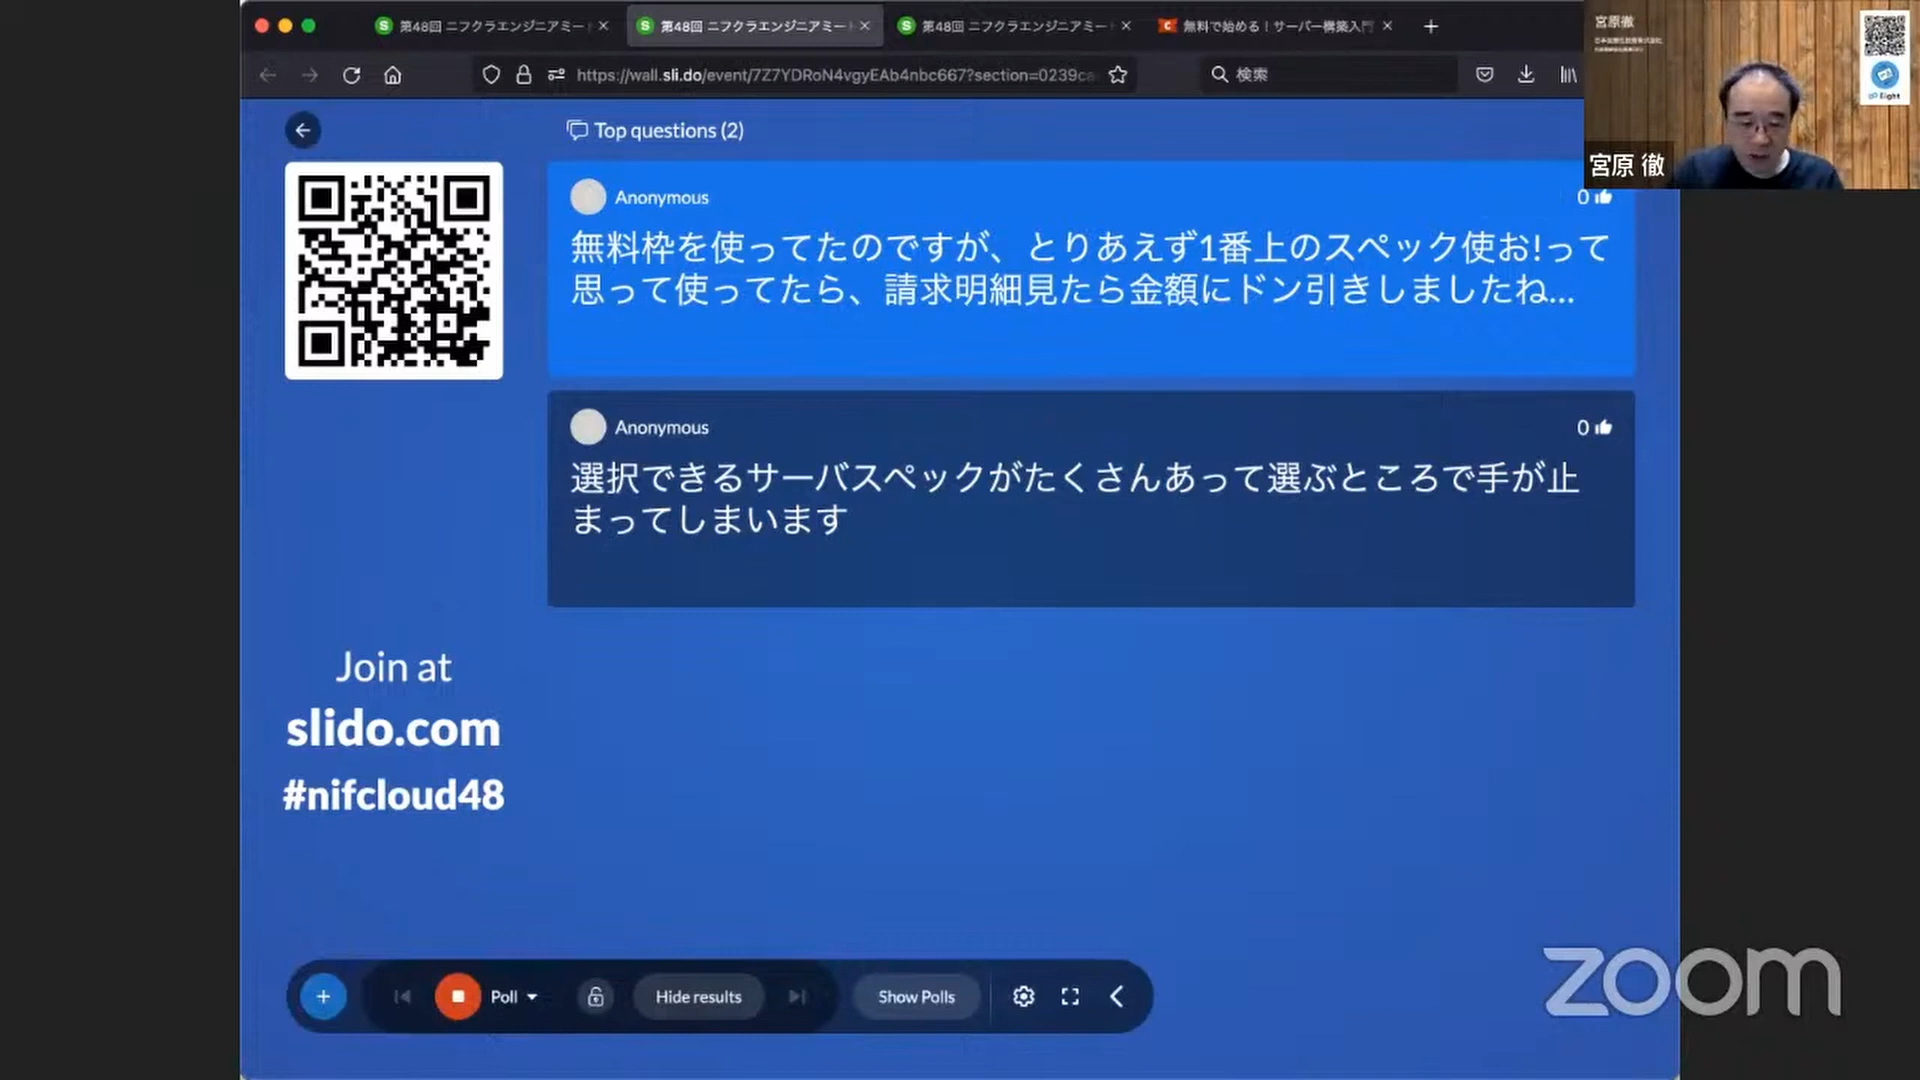 第48回 ニフクラエンジニアミート
第48回 ニフクラエンジニアミート
第48回 ニフクラエンジニアミート
無料で始める！サーバー構築入門
https://wall.sli.do/event/7Z7YDRoN4vgyEAb4nbc667?section=0239ca
検索
宮原徹
Eight
宮原 徹
Top questions (2)
Anonymous
0
無料枠を使ってたのですが、とりあえず1番上のスペック使お!って
思って使ってたら、請求明細見たら金額にドン引きしましたね...
Anonymous
0
選択できるサーバスペックがたくさんあって選ぶところで手が止
まってしまいます
Join at
slido.com
#nifcloud48
Poll
Hide results
Show Polls
zoom